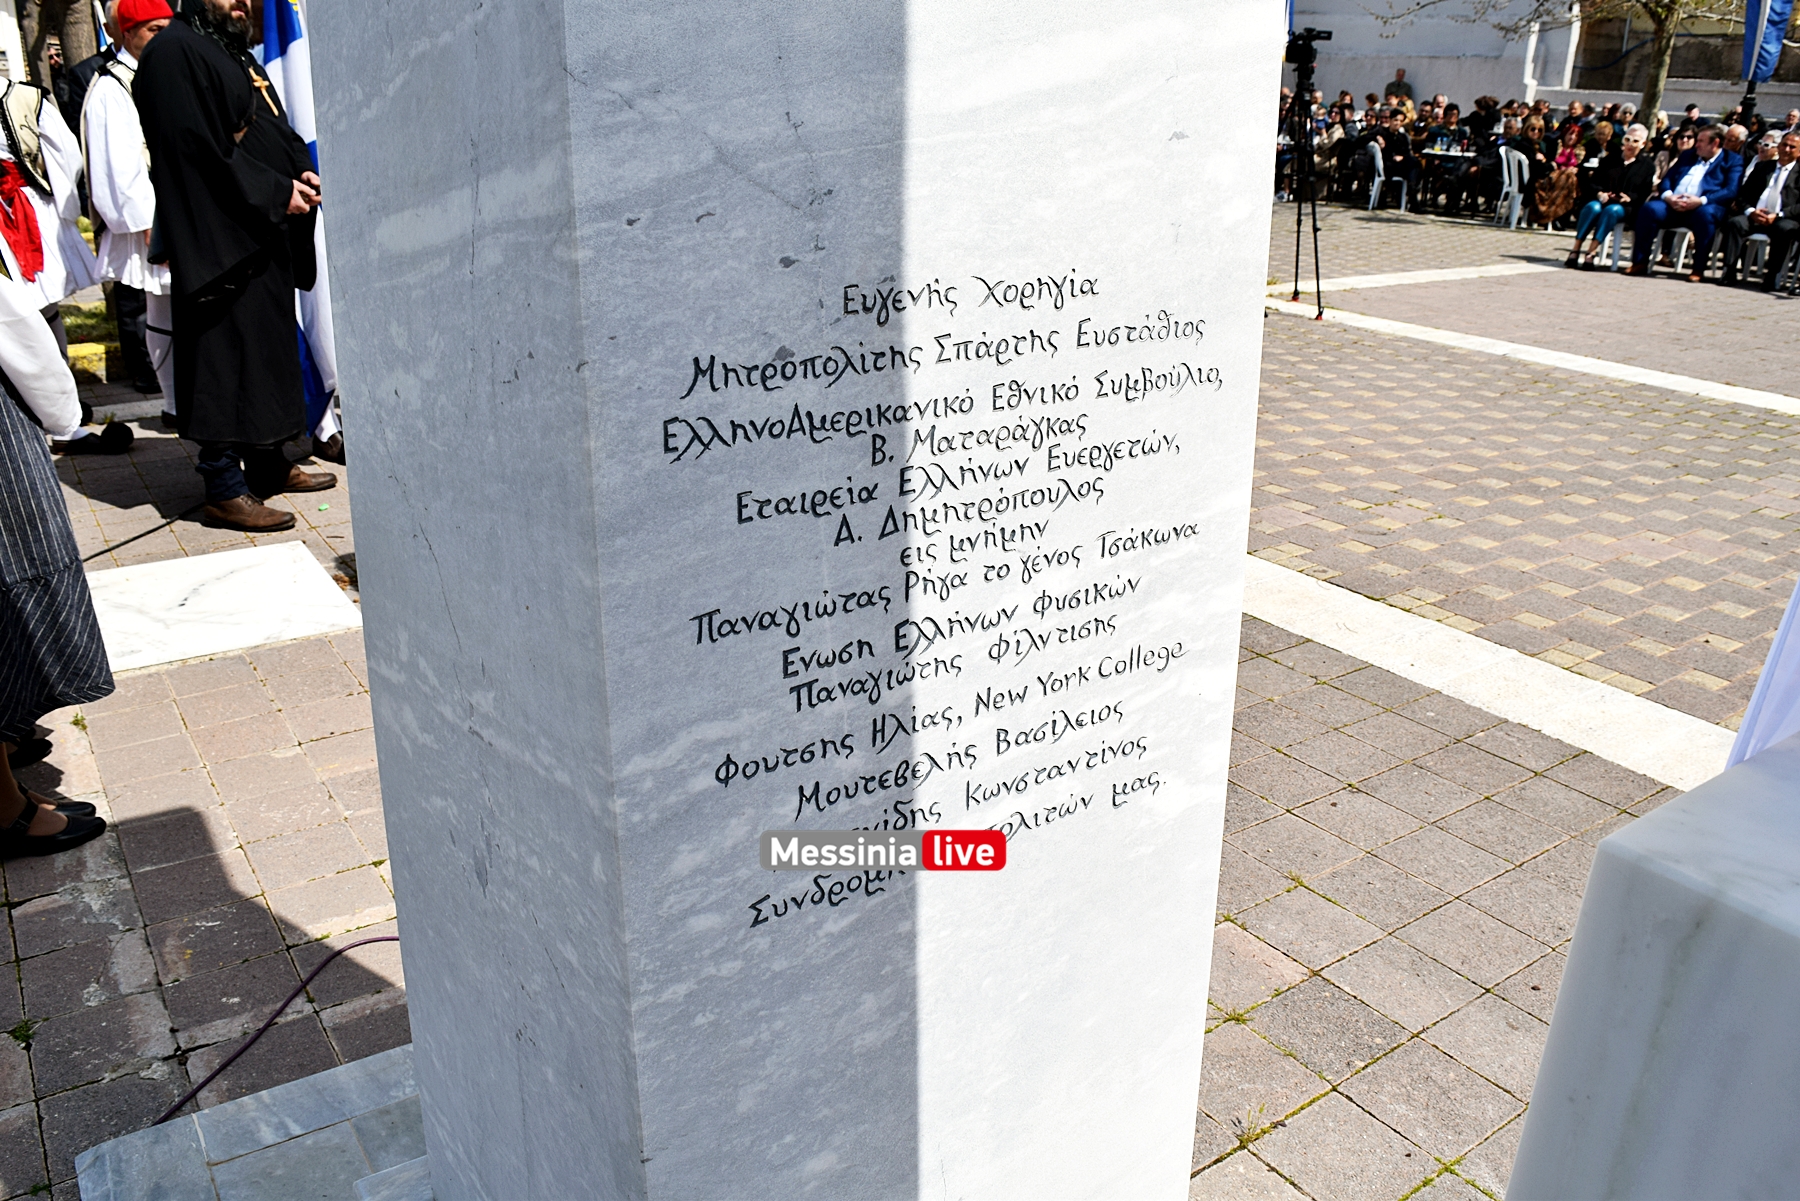 Ευγενής Χορηγία
Μητροπολίτης Σπάρτης Ευστάθιος
ΕλληνοΑμερικανικό Εθνικό Συμβούλιο,
Β. Ματαράγκας
Εταιρεία Ελλήνων Ευεργετών,
Δ. Δημητρόπουλος
εις μνήμην
Παναγιώτας Ρήγα το γένος Τσάκωνα
Ενωση Ελλήνων Φυσικών
Παναγιώτης Φίλντισης
Φουτσης Ηλίας, New York College
Μουτεβελής Βασίλειος
Κωνσταντίνος
μας.
Messinia live